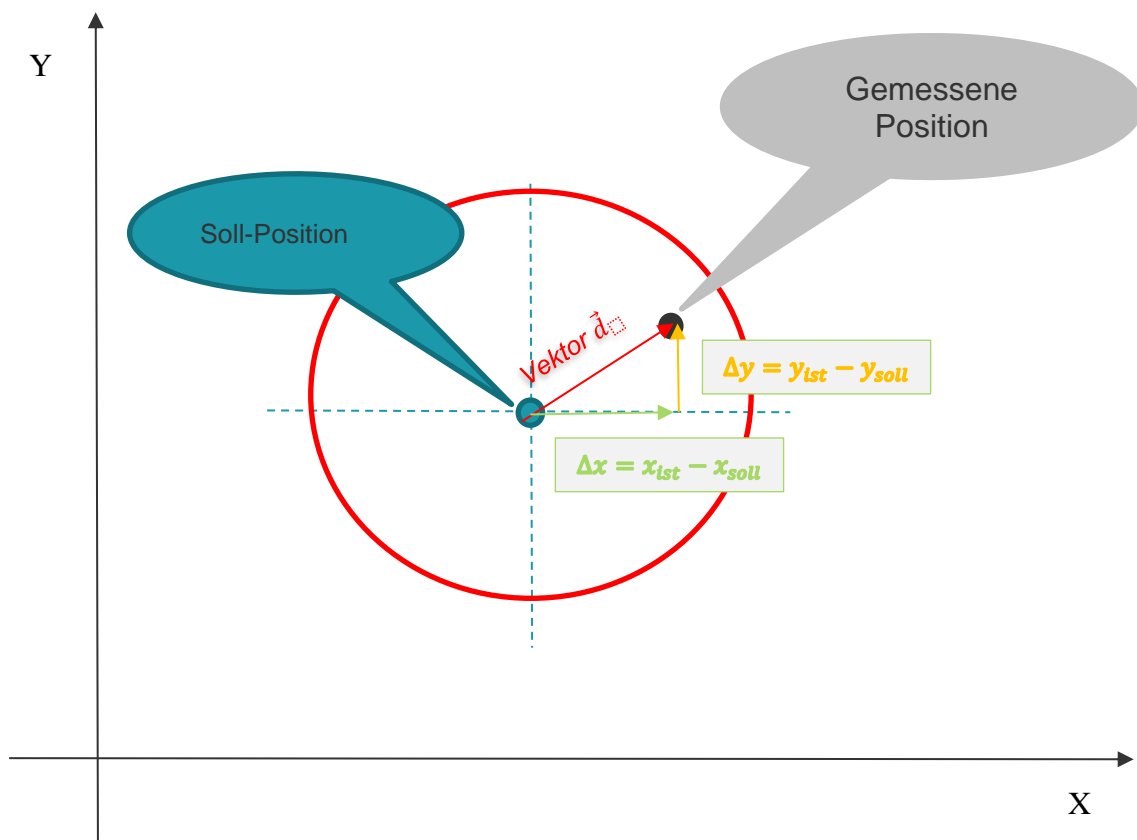 Y
Gemessene
Position
Soll-Position
Vektor d⃗
Δy = y_ist − y_soll
Δx = x_ist − x_soll
X